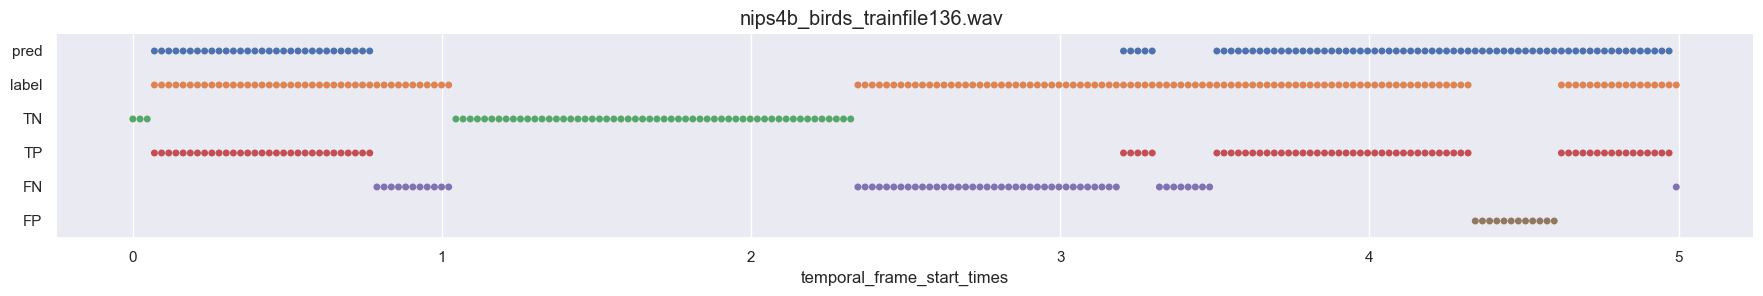 nips4b_birds_trainfile136.wav
pred
label
TN
TP
FN
FP
0 1 2 3 4 5
temporal_frame_start_times